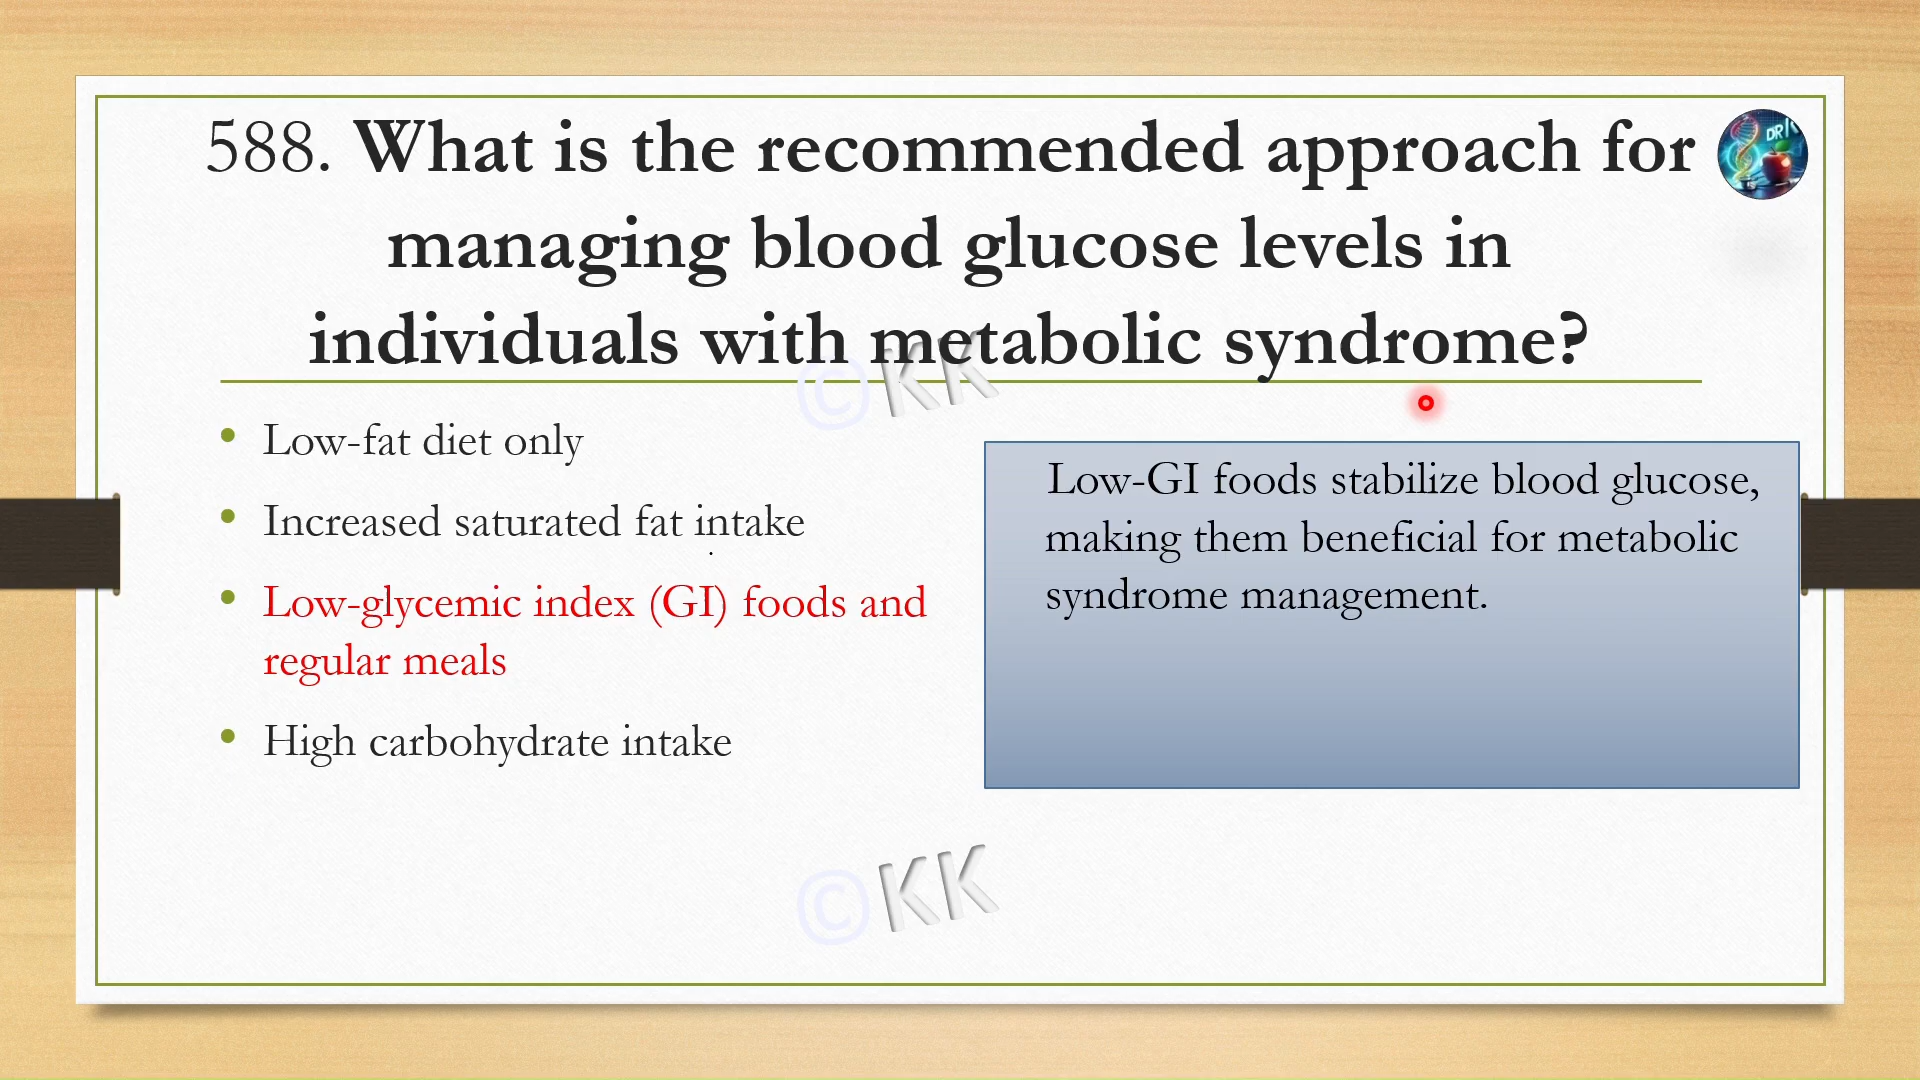 588. What is the recommended approach for
managing blood glucose levels in
individuals with metabolic syndrome?
©KK
• Low-fat diet only
• Increased saturated fat intake
• Low-glycemic index (GI) foods and
regular meals
• High carbohydrate intake
Low-GI foods stabilize blood glucose,
making them beneficial for metabolic
syndrome management.
©KK
DR